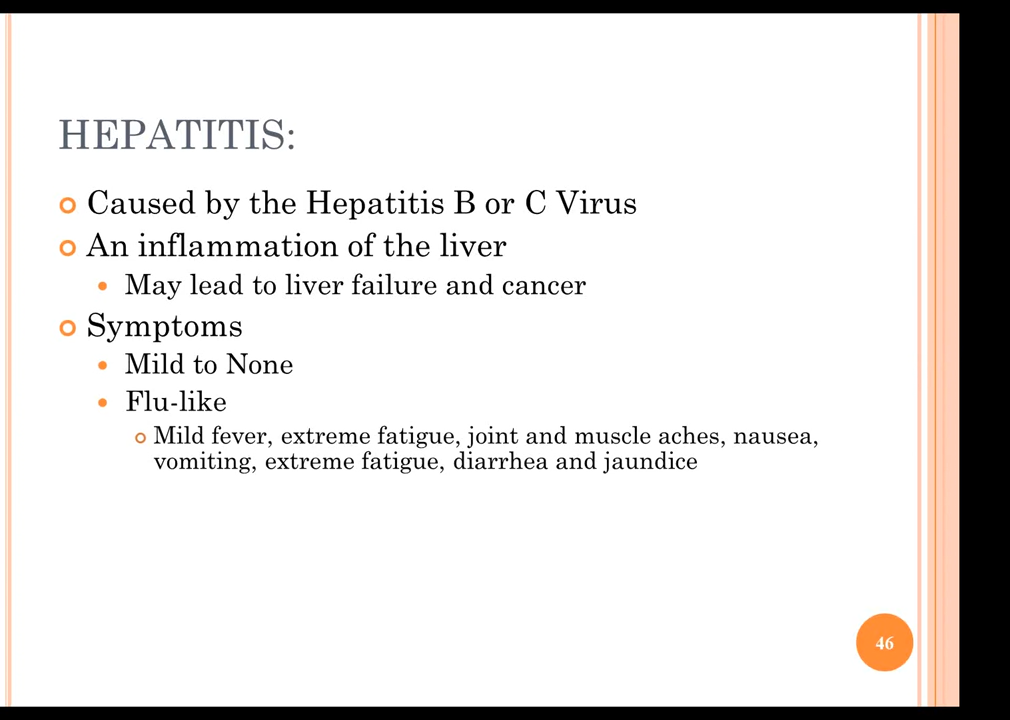 HEPATITIS:
Caused by the Hepatitis B or C Virus
An inflammation of the liver
May lead to liver failure and cancer
Symptoms
Mild to None
Flu-like
Mild fever, extreme fatigue, joint and muscle aches, nausea,
vomiting, extreme fatigue, diarrhea and jaundice
46